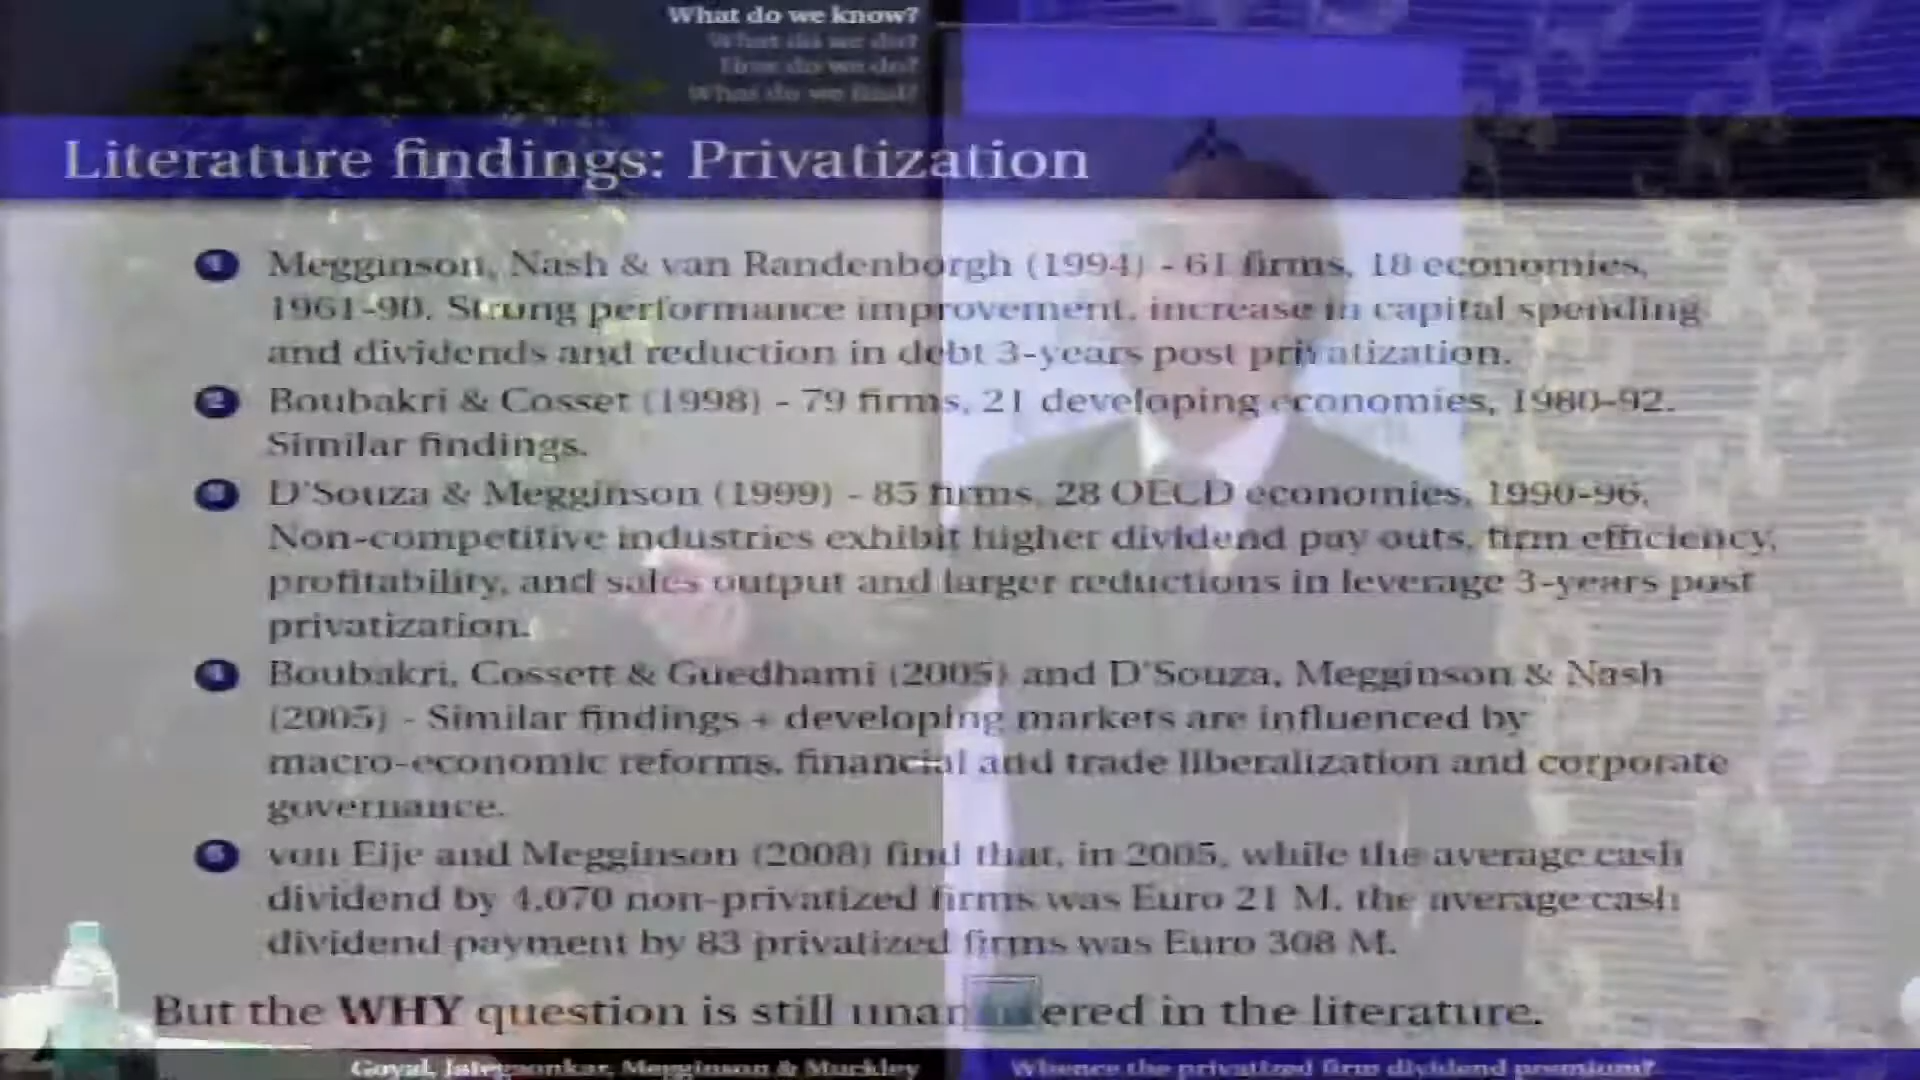 What do we know?
What do we do?
How do we do?
What do we find?
Literature findings: Privatization
1 Megginson, Nash & van Randenborgh (1994) - 61 firms, 18 economies,
1961-90. Strong performance improvement, increase in capital spending
and dividends and reduction in debt 3-years post privatization.
2 Boubakri & Cosset (1998) - 79 firms, 21 developing economies, 1980-92.
Similar findings.
3 D'Souza & Megginson (1999) - 85 firms, 28 OECD economies, 1990-96.
Non-competitive industries exhibit higher dividend pay outs, firm efficiency,
profitability, and sales output and larger reductions in leverage 3-years post
privatization.
4 Boubakri, Cossett & Guedhami (2005) and D'Souza, Megginson & Nash
(2005) - Similar findings + developing markets are influenced by
macro-economic reforms, financial and trade liberalization and corporate
governance.
5 von Eije and Megginson (2008) find that, in 2005, while the average cash
dividend by 4,070 non-privatized firms was Euro 21 M, the average cash
dividend payment by 83 privatized firms was Euro 308 M.
But the WHY question is still in the literature.
Goyal, Jategaonkar, Megginson & Muckley
Whence the privatized firm dividend premium?